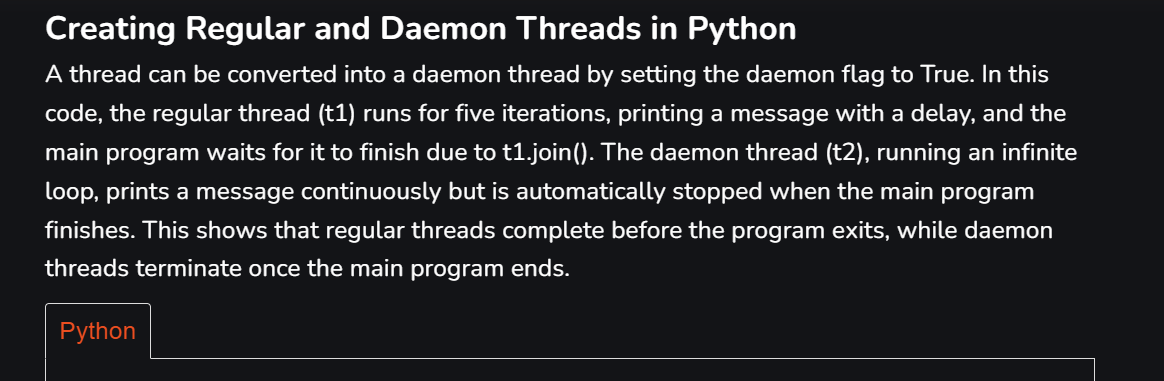 Creating Regular and Daemon Threads in Python
A thread can be converted into a daemon thread by setting the daemon flag to True. In this
code, the regular thread (t1) runs for five iterations, printing a message with a delay, and the
main program waits for it to finish due to t1.join(). The daemon thread (t2), running an infinite
loop, prints a message continuously but is automatically stopped when the main program
finishes. This shows that regular threads complete before the program exits, while daemon
threads terminate once the main program ends.
Python